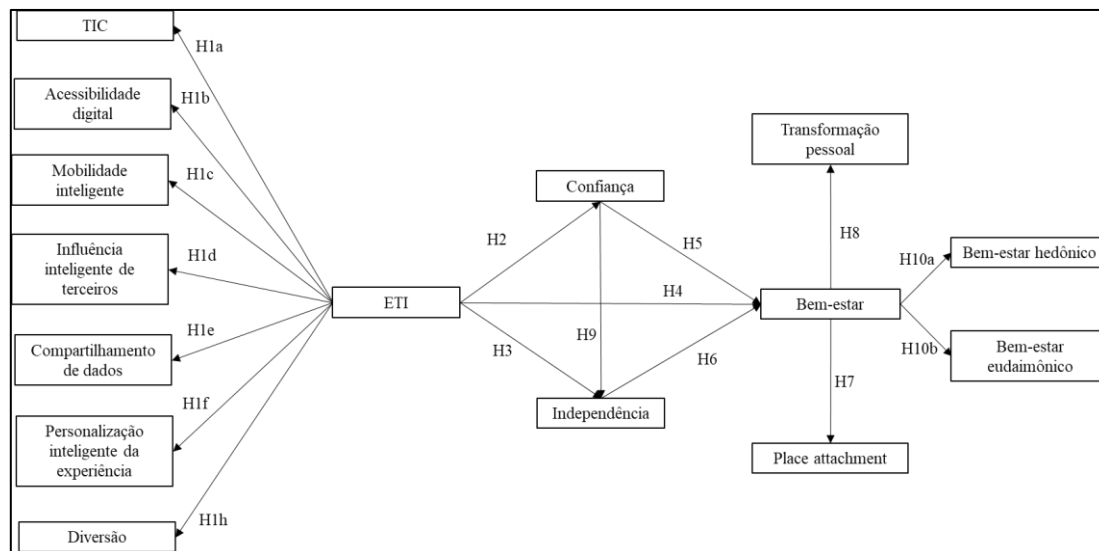 TIC
H1a
Acessibilidade
digital
H1b
Mobilidade
inteligente
H1c
Influência
inteligente de
terceiros
H1d
Compartilhamento
de dados
H1e
Personalização
inteligente da
experiência
H1f
Diversão
H1h
ETI
H2
H3
H4
Confiança
H5
H9
H6
Independência
Transformação
pessoal
H8
Bem-estar
H7
Place attachment
H10a
Bem-estar hedônico
H10b
Bem-estar
eudaimônico